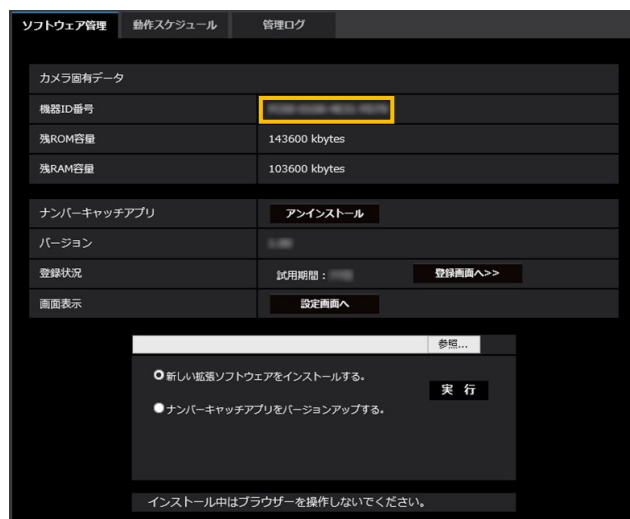 ソフトウェア管理 動作スケジュール 管理ログ
カメラ固有データ
機器ID番号
残ROM容量 143600 kbytes
残RAM容量 103600 kbytes
ナンバーキャッチアプリ アンインストール
バージョン
登録状況 試用期間： 登録画面へ>>
画面表示 設定画面へ
参照...
新しい拡張ソフトウェアをインストールする。
実 行
ナンバーキャッチアプリをバージョンアップする。
インストール中はブラウザーを操作しないでください。